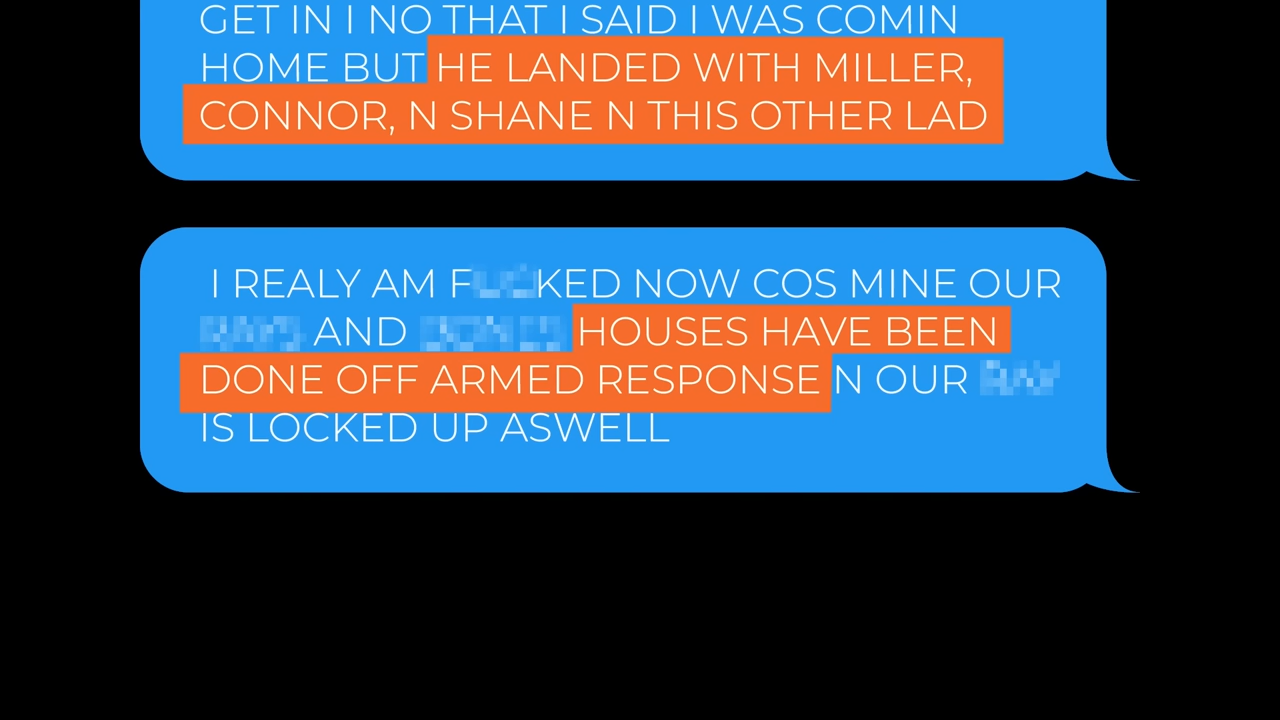 GET IN I NO THAT I SAID I WAS COMIN
HOME BUT HE LANDED WITH MILLER,
CONNOR, N SHANE N THIS OTHER LAD
I REALY AM F KED NOW COS MINE OUR
AND HOUSES HAVE BEEN
DONE OFF ARMED RESPONSE N OUR
IS LOCKED UP ASWELL